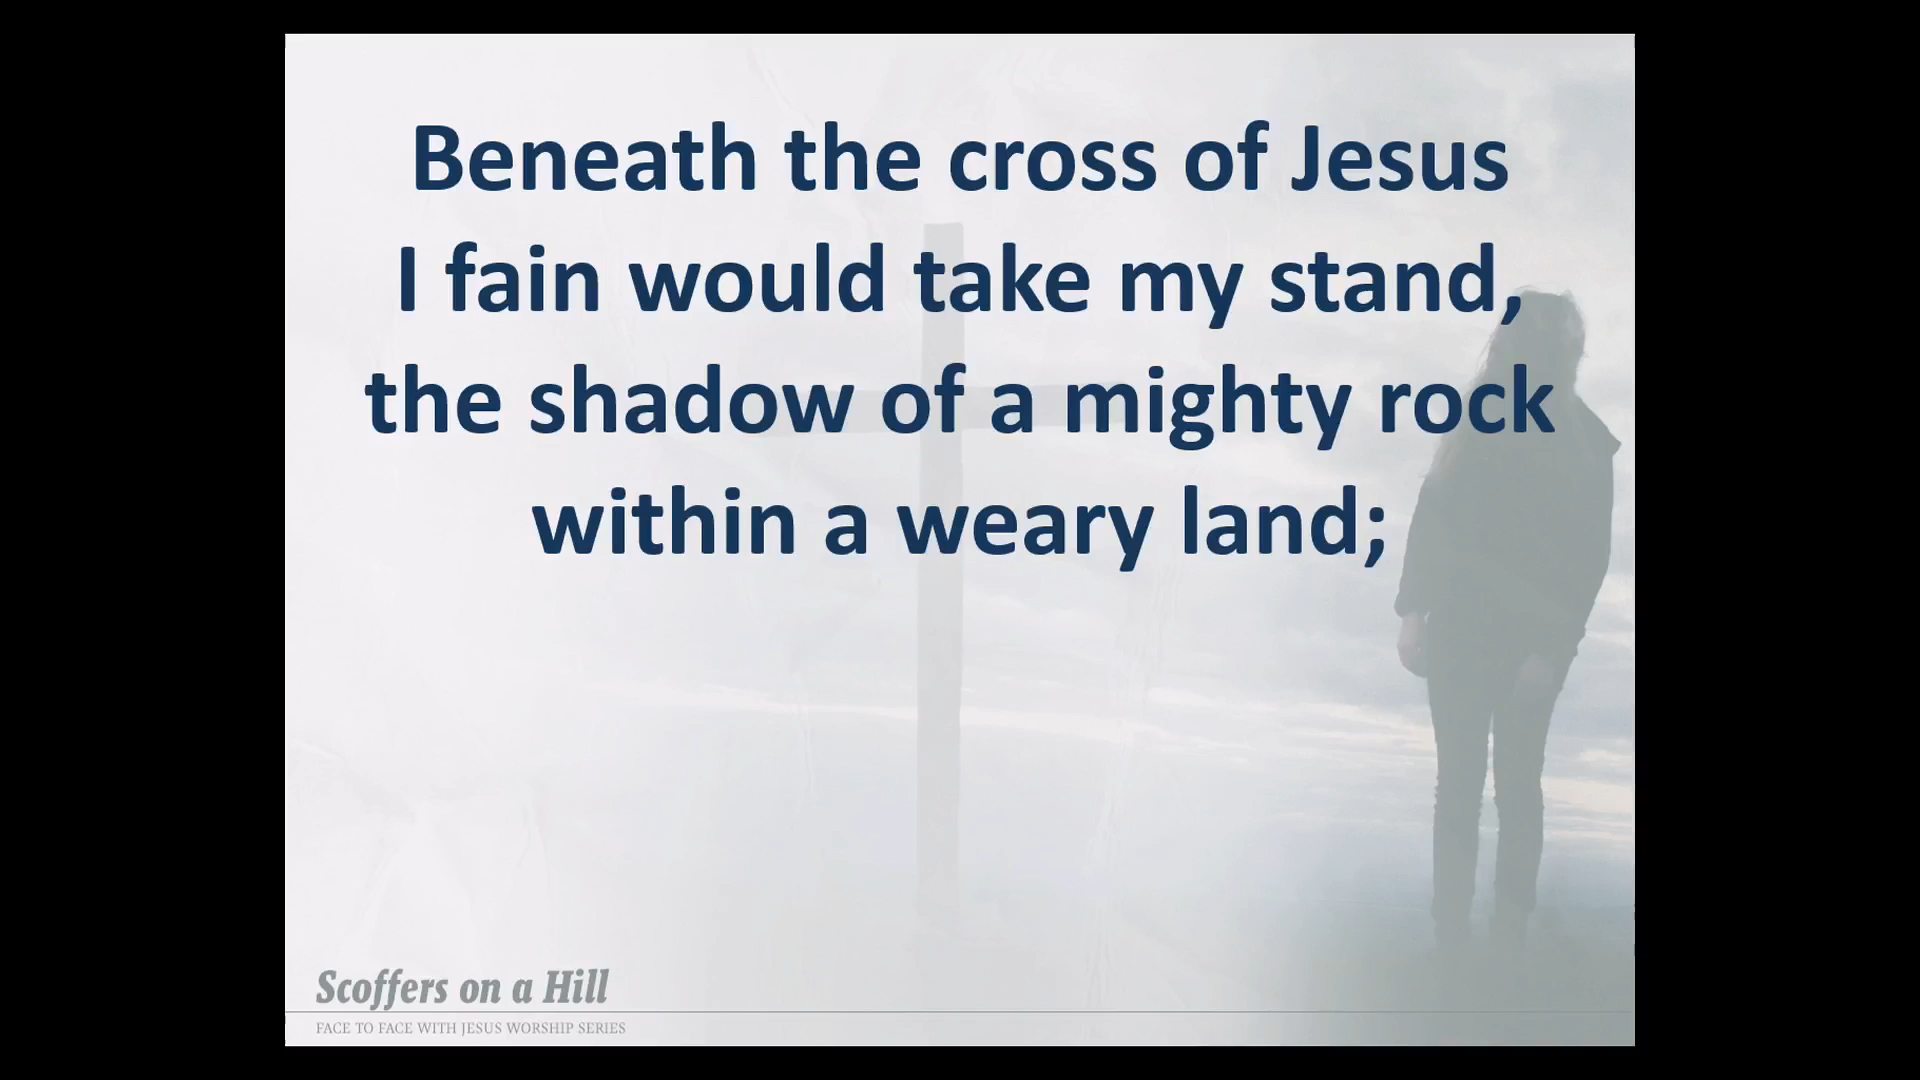 Beneath the cross of Jesus
I fain would take my stand,
the shadow of a mighty rock
within a weary land;
Scoffers on a Hill
FACE TO FACE WITH JESUS WORSHIP SERIES